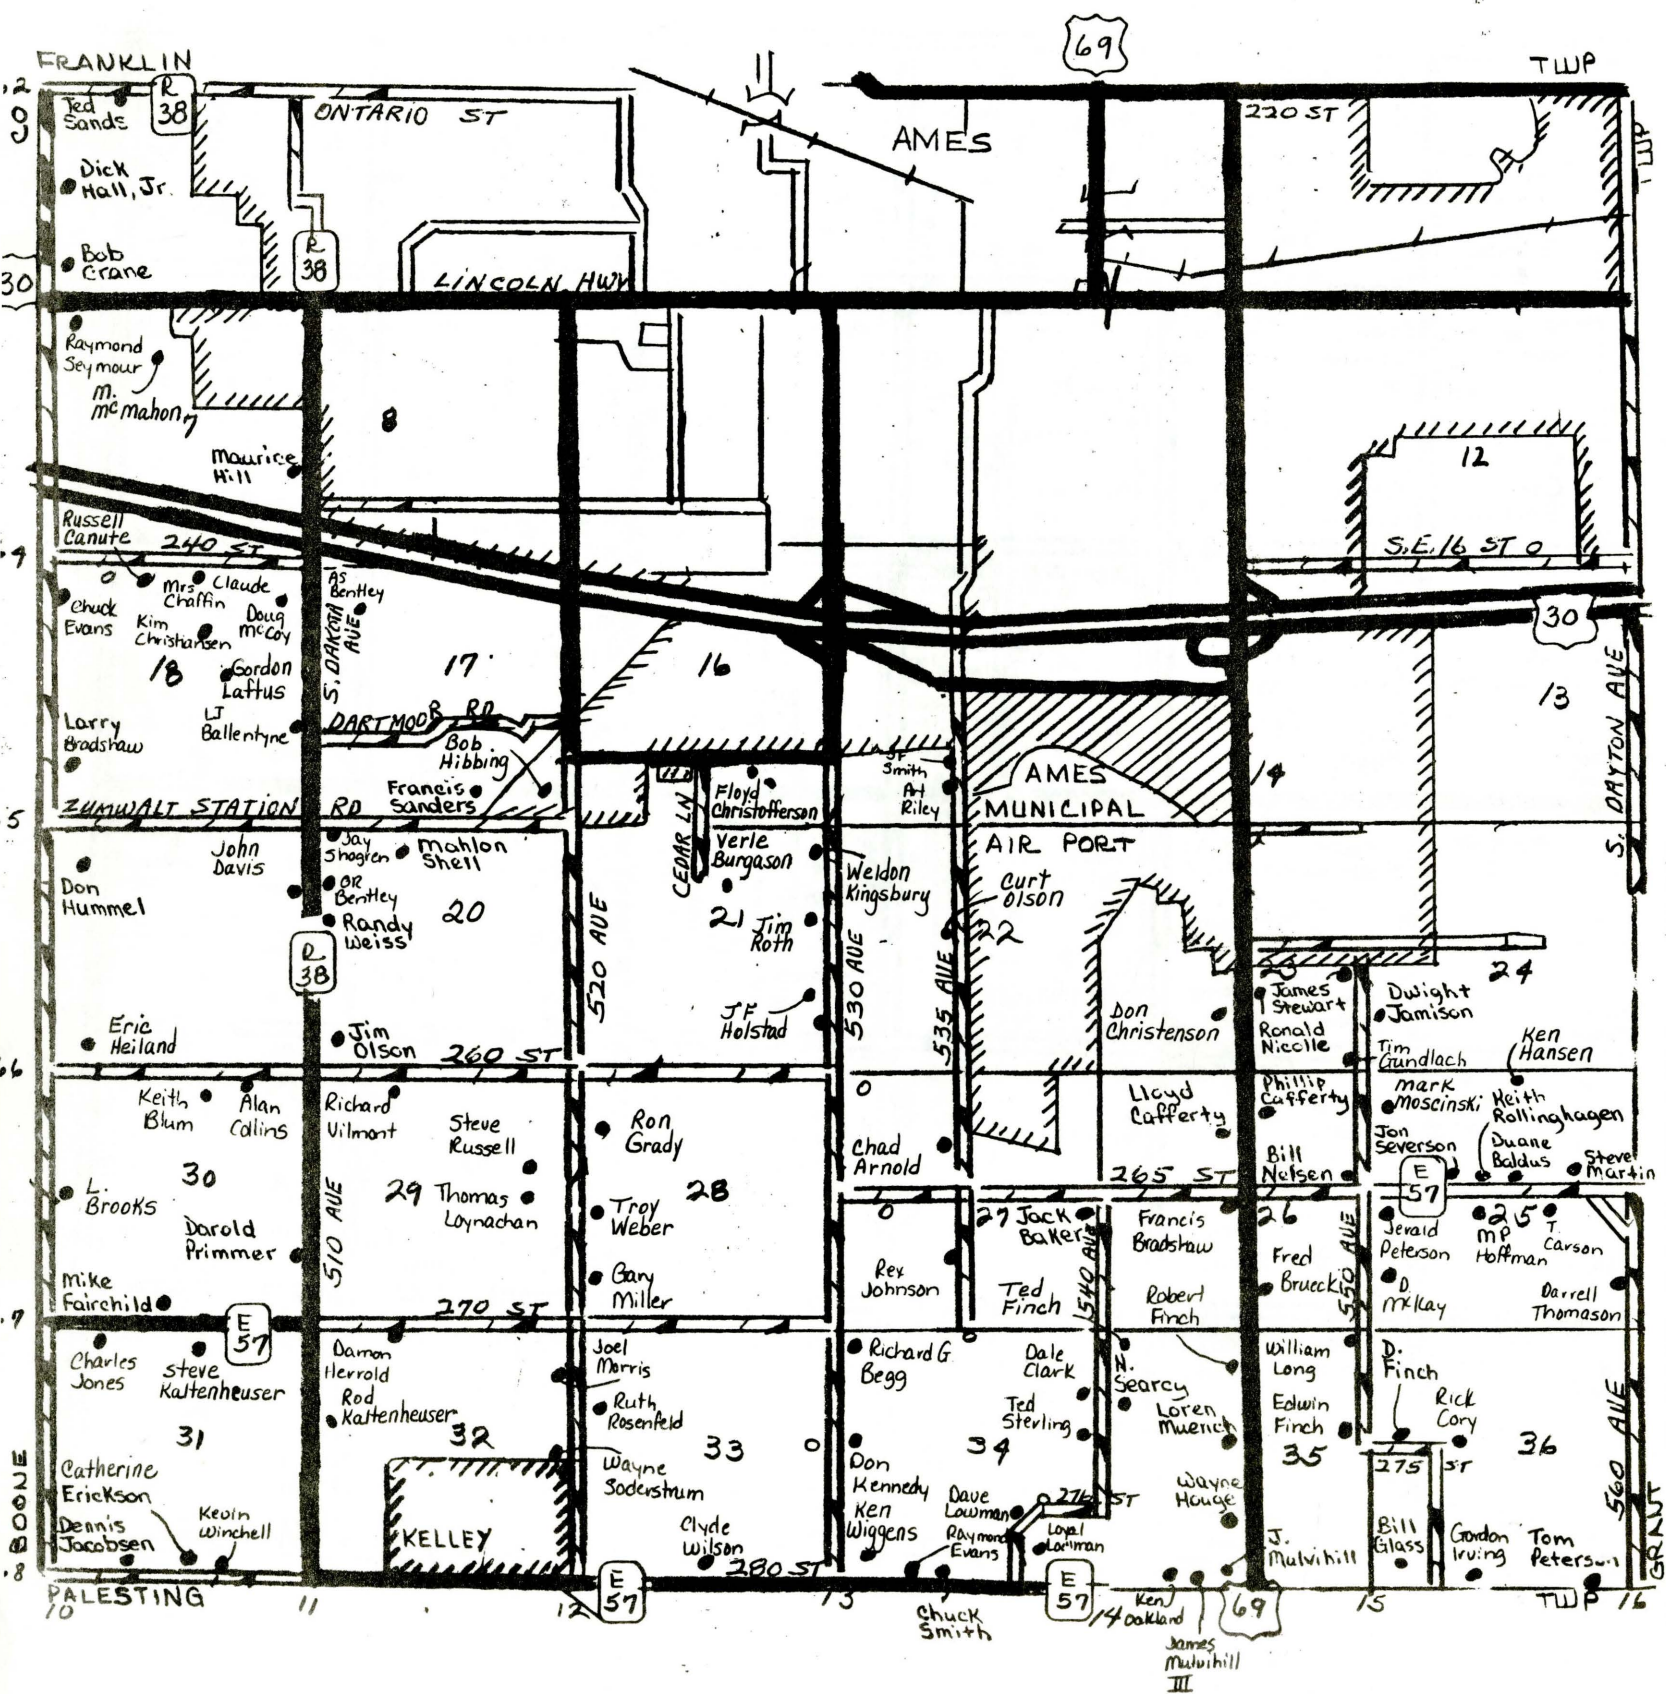 FRANKLIN
TWP
69
R
38
.2
Ted
Sands
ONTARIO ST
AMES
220 ST
TWP
Dick
Hall, Jr.
Bob
Crane
R
38
30
LINCOLN HWY
Raymond
Seymour
M.
McMahon
7
8
Maurice
Hill
12
Russell
Canute
240 ST
.4
S.E. 16 ST
Mrs
Chaffin
Claude
Doug
McCoy
AS
Bentley
Chuck
Evans
Kim
Christiansen
S. DAKOTA
AVE
30
18
Gordon
Laftus
17
16
13
S. DAYTON AVE
Larry
Bradshaw
LJ
Ballentyne
DARTMOOR RD
Bob
Hibbing
Francis
Sanders
JF
Smith
Art
Riley
AMES
MUNICIPAL
AIR PORT
14
Floyd
Christofferson
CEDAR LN
Verle
Burgason
ZUMWALT STATION RD
.5
John
Davis
Jay
Shogren
Mahlon
Shell
Don
Hummel
OR
Bentley
Randy
Weiss
20
R
38
520 AVE
21
Jim
Roth
Weldon
Kingsbury
530 AVE
Curt
Olson
22
535 AVE
JF
Holstad
Don
Christenson
23
James
Stewart
Ronald
Nicolle
24
Dwight
Jamison
Tim
Gundlach
Ken
Hansen
Eric
Heiland
Jim
Olson
260 ST
Keith
Blum
Alan
Collins
Richard
Vilmont
Steve
Russell
Ron
Grady
Lloyd
Cafferty
Phillip
Cafferty
Mark
Moscinski
Keith
Rollinghagen
Jon
Severson
Duane
Baldus
Steve
Martin
Bill
Nelsen
E
57
Chad
Arnold
265 ST
30
L.
Brooks
510 AVE
29
Thomas
Loynachan
Troy
Weber
28
Darold
Primmer
27
Jack
Baker
540 AVE
Francis
Bradshaw
26
550 AVE
Jerald
Peterson
25
MP
Hoffman
T.
Carson
Rex
Johnson
Ted
Finch
Robert
Finch
Fred
Brueck
D.
McKay
Darrell
Thomason
Mike
Fairchild
Gary
Miller
.7
E
57
270 ST
Charles
Jones
Steve
Kaltenheuser
Damon
Herrold
Rod
Kaltenheuser
Joel
Morris
Ruth
Rosenfeld
Richard G.
Begg
Dale
Clark
N.
Searcy
William
Long
D.
Finch
Ted
Sterling
Loren
Muench
Edwin
Finch
Rick
Cory
560 AVE
31
32
33
34
35
36
275 ST
BOONE
Catherine
Erickson
Kevin
Winchell
Dennis
Jacobsen
KELLEY
Wayne
Soderstrum
Clyde
Wilson
280 ST
Don
Kennedy
Ken
Wiggens
Dave
Lowman
276 ST
Raymond
Evans
Loyal
Lowman
Wayne
Houge
J.
Mulvihill
Bill
Glass
Gordon
Irving
Tom
Peterson
GRANT
.8
PALESTING
TWP
10
11
12
E
57
13
Chuck
Smith
E
57
14
Ken
Oakland
James
Mulvihill
III
69
15
16